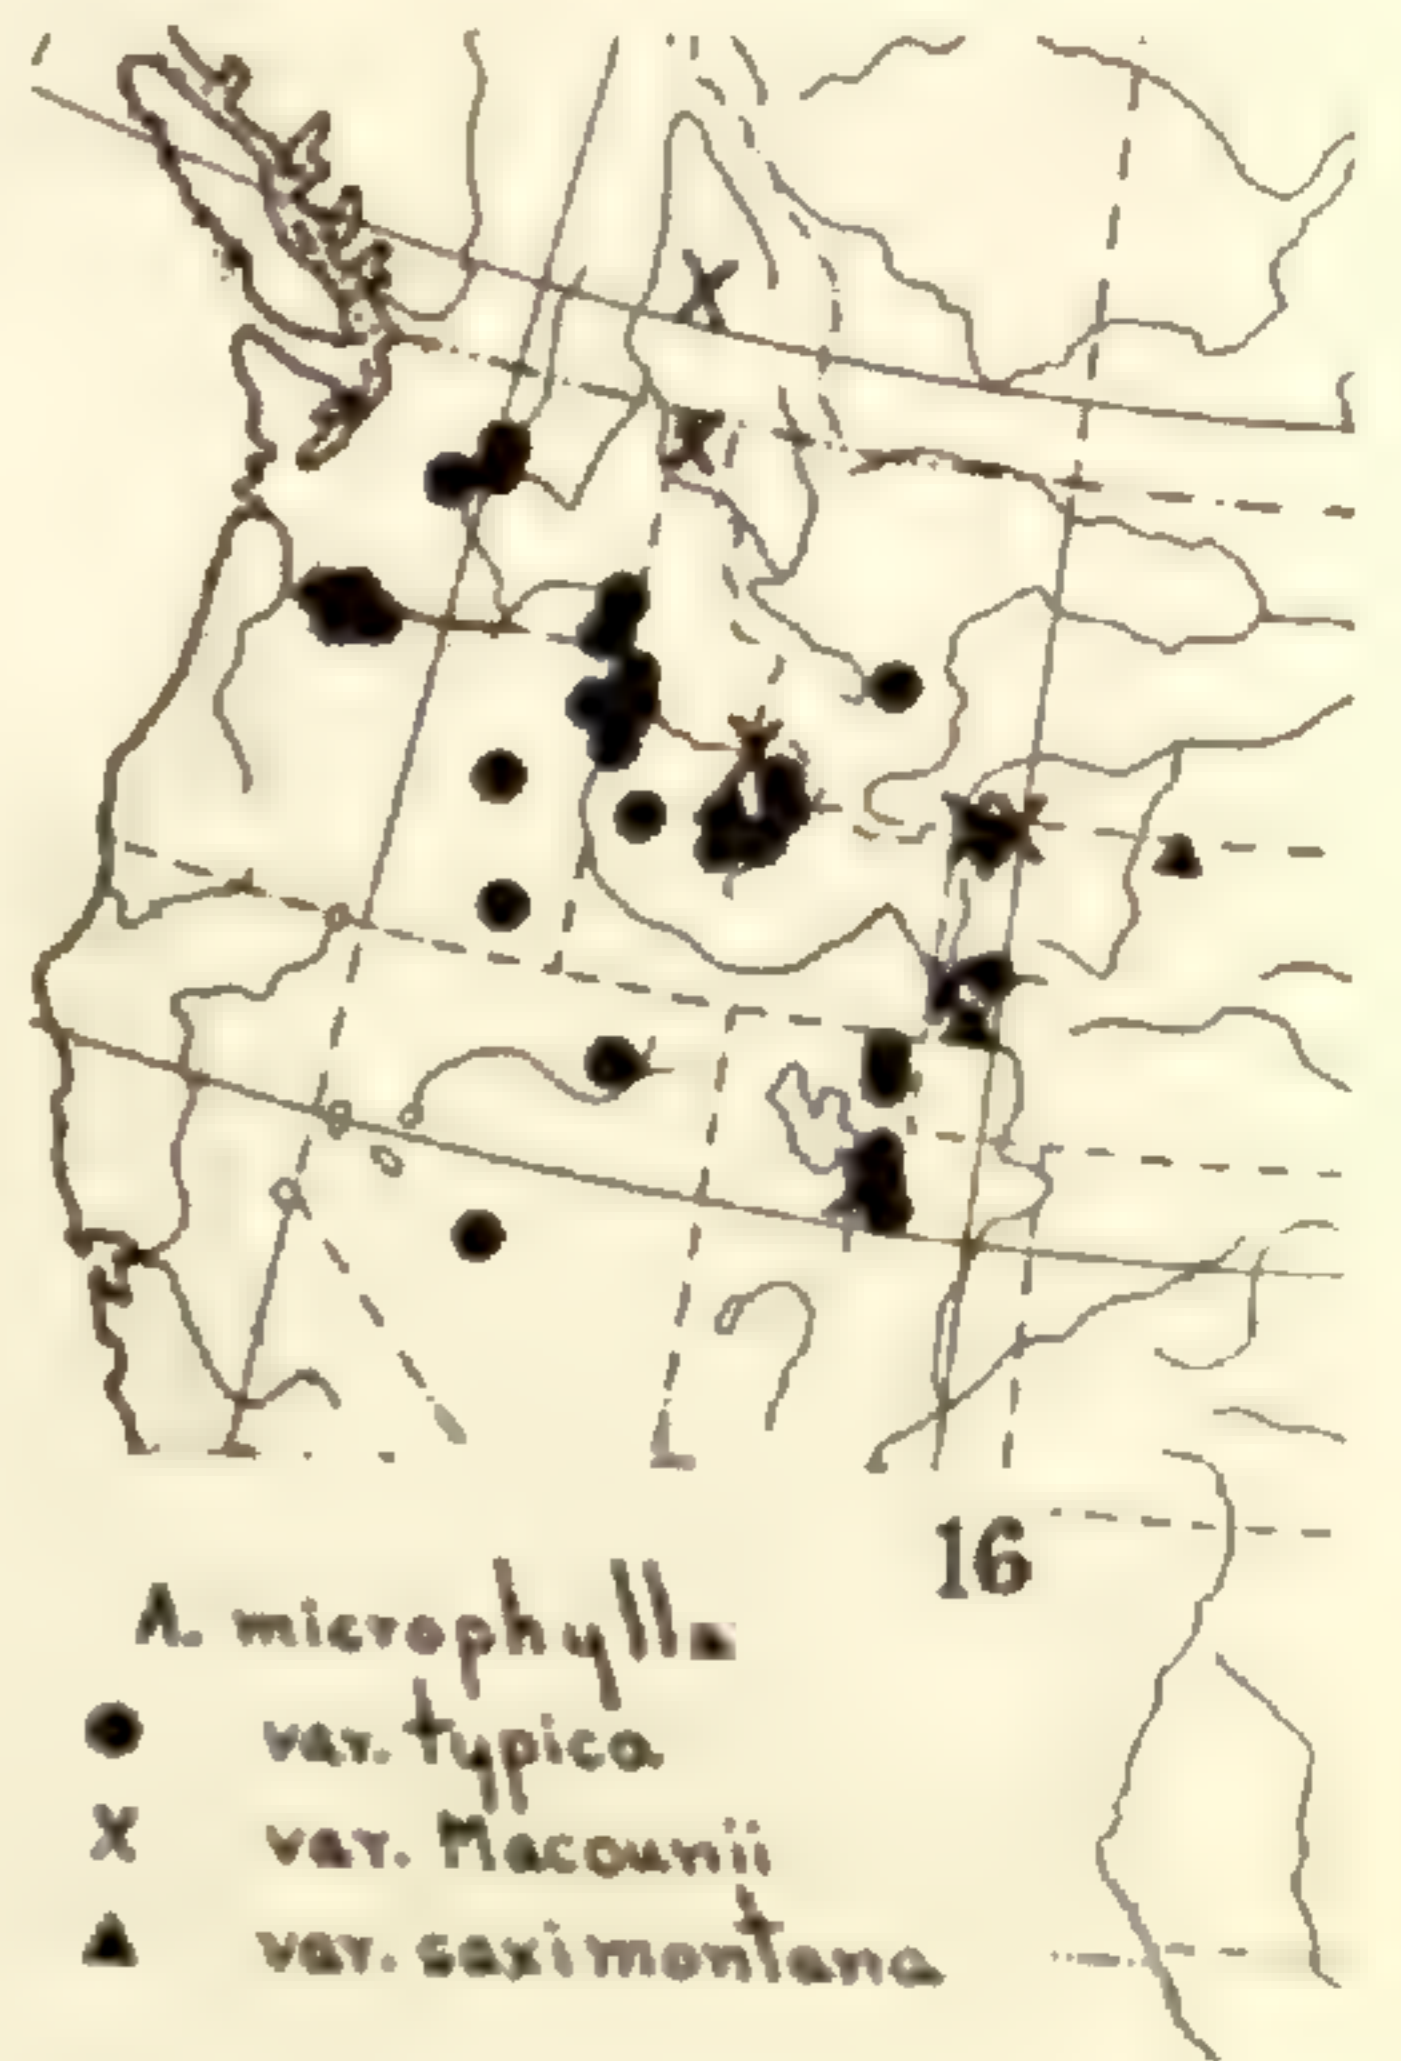 16
A. microphylla
var. typica
X var. Macounii
var. saximontana